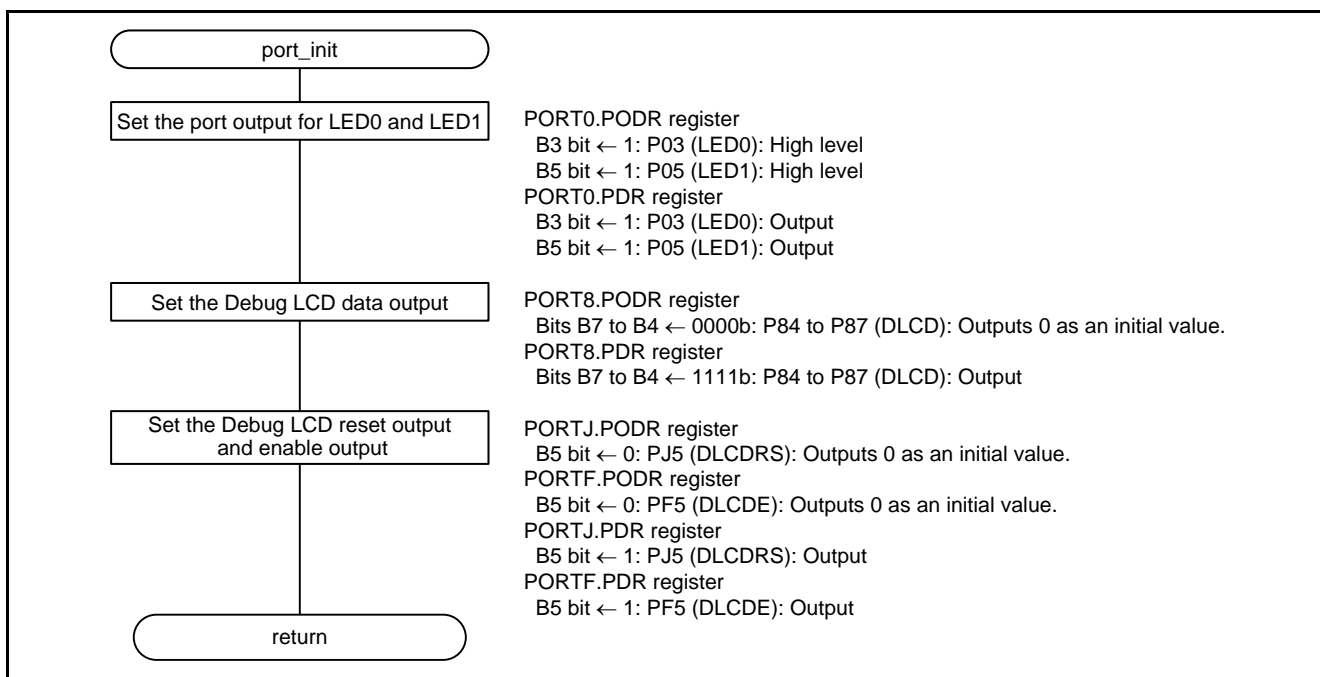 port_init
Set the port output for LED0 and LED1
PORT0.PODR register
B3 bit ← 1: P03 (LED0): High level
B5 bit ← 1: P05 (LED1): High level
PORT0.PDR register
B3 bit ← 1: P03 (LED0): Output
B5 bit ← 1: P05 (LED1): Output
Set the Debug LCD data output
PORT8.PODR register
Bits B7 to B4 ← 0000b: P84 to P87 (DLCD): Outputs 0 as an initial value.
PORT8.PDR register
Bits B7 to B4 ← 1111b: P84 to P87 (DLCD): Output
Set the Debug LCD reset output
and enable output
PORTJ.PODR register
B5 bit ← 0: PJ5 (DLCDRS): Outputs 0 as an initial value.
PORTF.PODR register
B5 bit ← 0: PF5 (DLCDE): Outputs 0 as an initial value.
PORTJ.PDR register
B5 bit ← 1: PJ5 (DLCDRS): Output
PORTF.PDR register
B5 bit ← 1: PF5 (DLCDE): Output
return